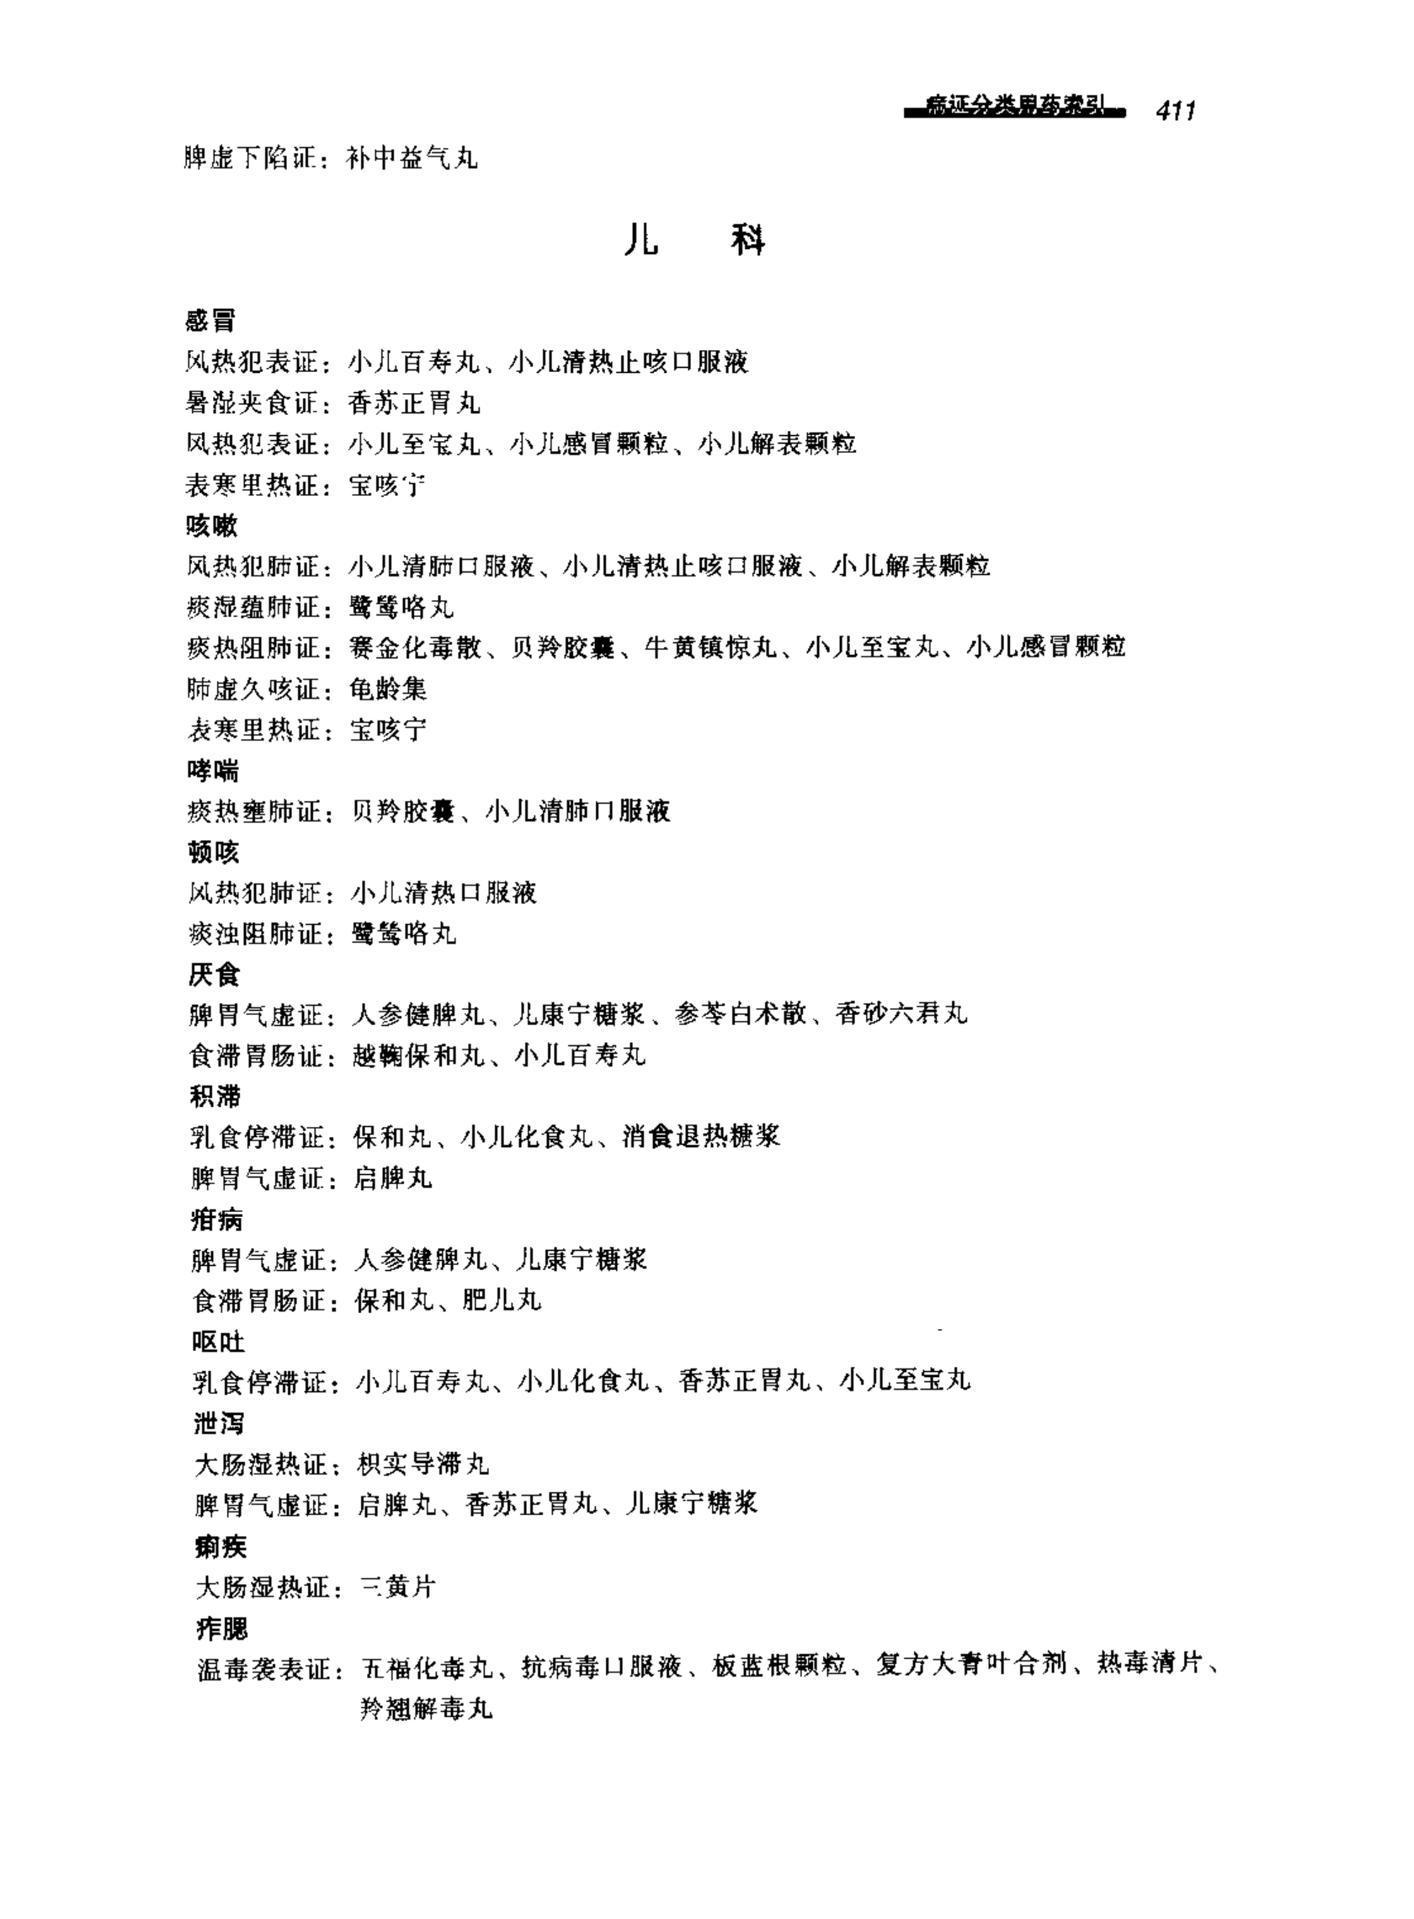 病证分类用药索引 411
脾虚下陷证：补中益气丸
儿 科
感冒
风热犯表证：小儿百寿丸、小儿清热止咳口服液
暑湿夹食证：香苏正胃丸
风热犯表证：小儿至宝丸、小儿感冒颗粒、小儿解表颗粒
表寒里热证：宝咳宁
咳嗽
风热犯肺证：小儿清肺口服液、小儿清热止咳口服液、小儿解表颗粒
痰湿蕴肺证：鹭鸶咯丸
痰热阻肺证：赛金化毒散、贝羚胶囊、牛黄镇惊丸、小儿至宝丸、小儿感冒颗粒
肺虚久咳证：龟龄集
表寒里热证：宝咳宁
哮喘
痰热壅肺证：贝羚胶囊、小儿清肺口服液
顿咳
风热犯肺证：小儿清热口服液
痰浊阻肺证：鹭鸶咯丸
厌食
脾胃气虚证：人参健脾丸、儿康宁糖浆、参苓白术散、香砂六君丸
食滞胃肠证：越鞠保和丸、小儿百寿丸
积滞
乳食停滞证：保和丸、小儿化食丸、消食退热糖浆
脾胃气虚证：启脾丸
疳病
脾胃气虚证：人参健脾丸、儿康宁糖浆
食滞胃肠证：保和丸、肥儿丸
呕吐
乳食停滞证：小儿百寿丸、小儿化食丸、香苏正胃丸、小儿至宝丸
泄泻
大肠湿热证：枳实导滞丸
脾胃气虚证：启脾丸、香苏正胃丸、儿康宁糖浆
痢疾
大肠湿热证：三黄片
痄腮
温毒袭表证：五福化毒丸、抗病毒口服液、板蓝根颗粒、复方大青叶合剂、热毒清片、
羚翘解毒丸